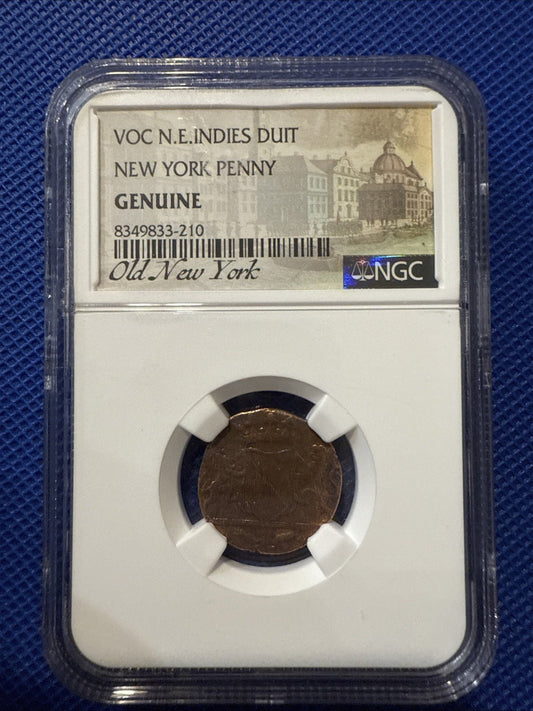 VOC N.E.INDIES DUIT
NEW YORK PENNY
GENUINE
8349833-210
Old New York
NGC